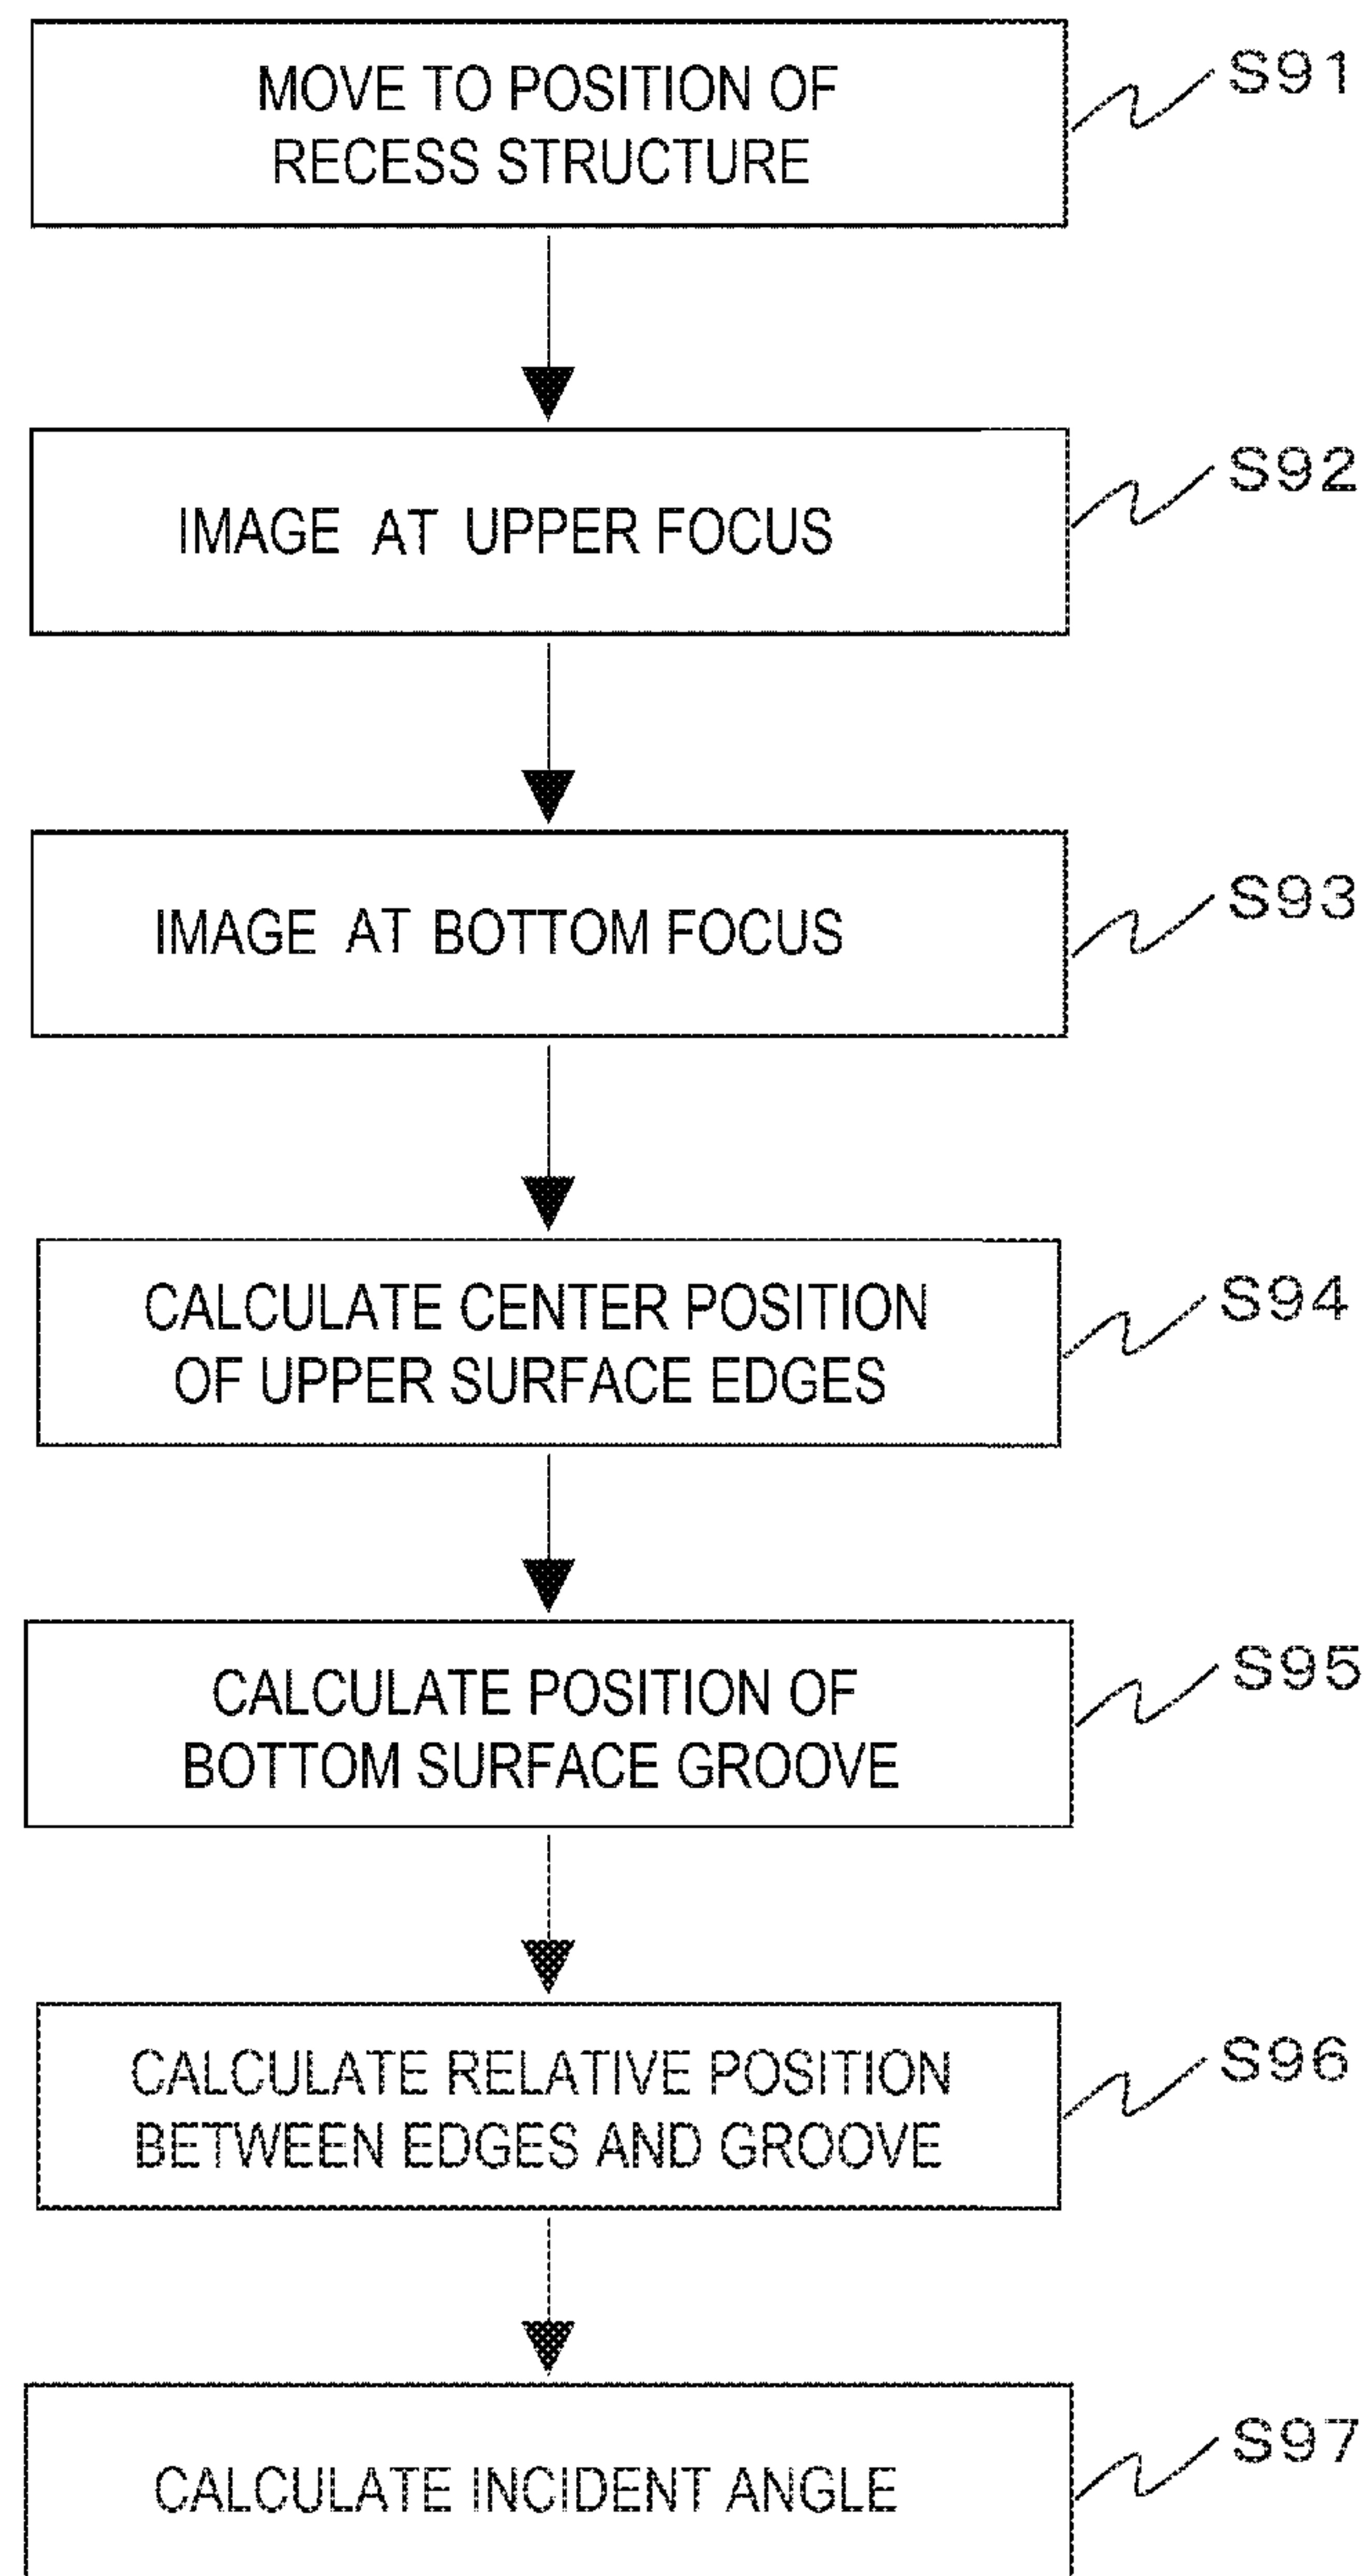 MOVE TO POSITION OF
RECESS STRUCTURE
S91
IMAGE AT UPPER FOCUS
S92
IMAGE AT BOTTOM FOCUS
S93
CALCULATE CENTER POSITION
OF UPPER SURFACE EDGES
S94
CALCULATE POSITION OF
BOTTOM SURFACE GROOVE
S95
CALCULATE RELATIVE POSITION
BETWEEN EDGES AND GROOVE
S96
CALCULATE INCIDENT ANGLE
S97